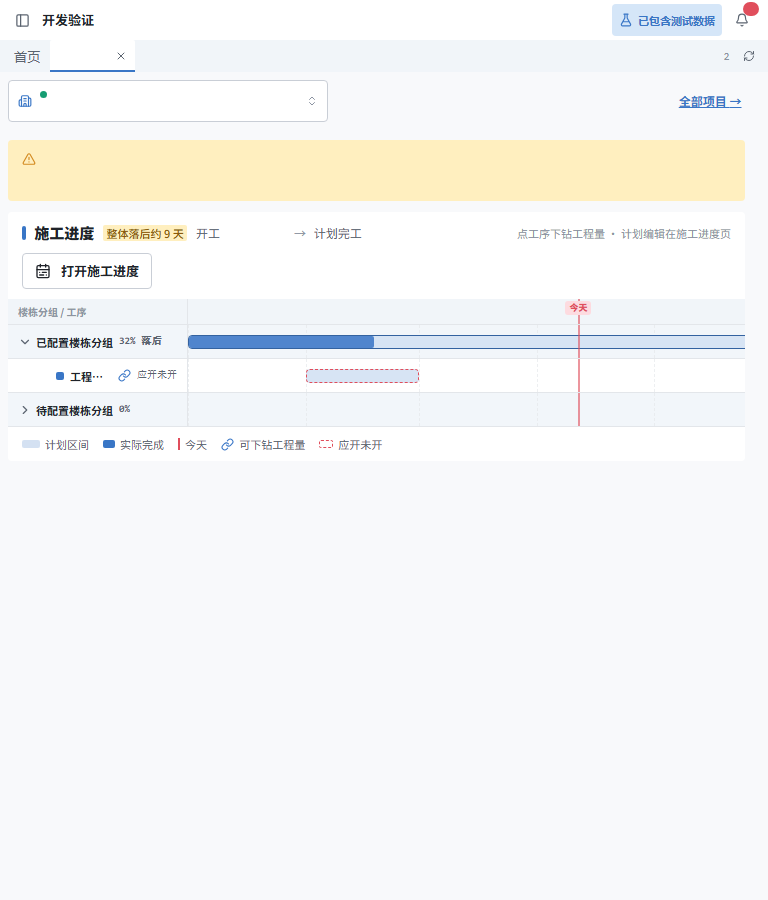 开发验证
已包含测试数据
首页
2
全部项目 →
施工进度 整体落后约 9 天 开工 → 计划完工
点工序下钻工程量 • 计划编辑在施工进度页
打开施工进度
楼栋分组 / 工序
今天
已配置楼栋分组 32% 落后
工程… 应开未开
待配置楼栋分组 0%
计划区间 实际完成 今天 可下钻工程量 应开未开